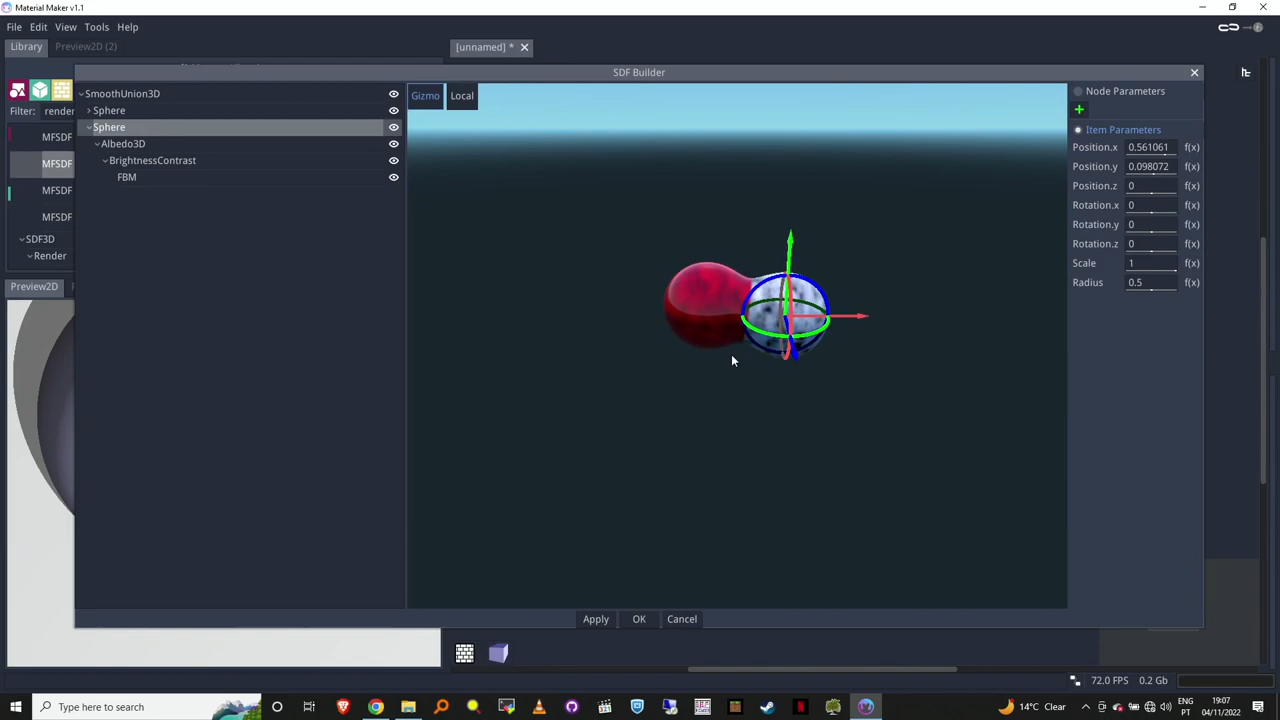 Material Maker v1.1
File Edit View Tools Help
Library Preview2D (2) [unnamed] *
SDF Builder
SmoothUnion3D
Sphere
Sphere
Albedo3D
BrightnessContrast
FBM
Filter: render
MFSDF
MFSDF
MFSDF
MFSDF
SDF3D
Render
Preview2D
Gizmo Local
Node Parameters
Item Parameters
Position.x 0.561061 f(x)
Position.y 0.098072 f(x)
Position.z 0 f(x)
Rotation.x 0 f(x)
Rotation.y 0 f(x)
Rotation.z 0 f(x)
Scale 1 f(x)
Radius 0.5 f(x)
Apply OK Cancel
72.0 FPS 0.2 Gb
Type here to search
14°C Clear
ENG
PT
19:07
04/11/2022